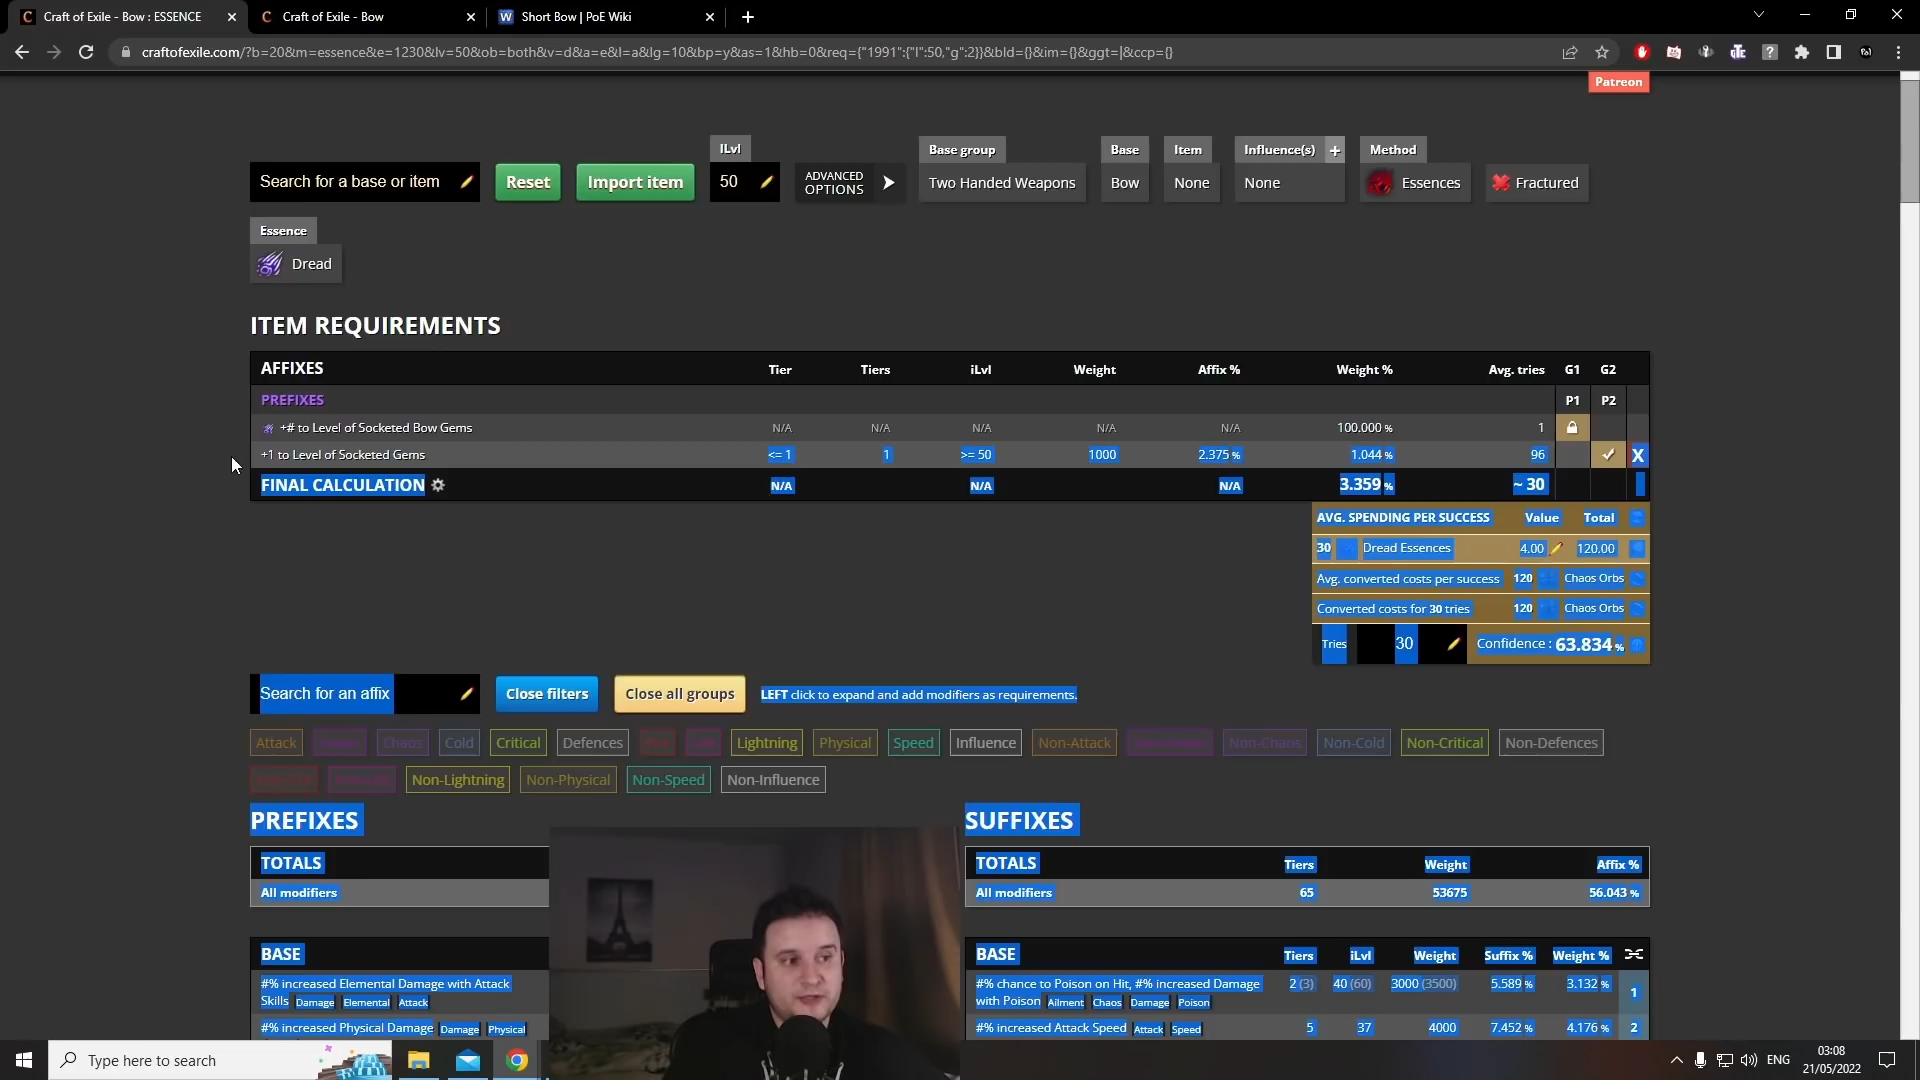 Craft of Exile - Bow : ESSENCE
Craft of Exile - Bow
Short Bow | PoE Wiki
craftofexile.com/?b=20&m=essence&e=1230&lv=50&ob=both&v=d&a=e&l=a&lg=10&bp=y&as=1&hb=0&req={"1991":{"l":50,"g":2}}&bld={}&im={}&ggt=|&ccp={}
Patreon
ILvl
Base group
Base
Item
Influence(s) +
Method
Search for a base or item
Reset
Import item
50
ADVANCED OPTIONS
Two Handed Weapons
Bow
None
None
Essences
Fractured
Essence
Dread
ITEM REQUIREMENTS
AFFIXES Tier Tiers iLvl Weight Affix % Weight % Avg. tries G1 G2
PREFIXES P1 P2
+# to Level of Socketed Bow Gems N/A N/A N/A N/A N/A 100.000 % 1
+1 to Level of Socketed Gems <= 1 1 >= 50 1000 2.375 % 1.044 % 96 X
FINAL CALCULATION N/A N/A N/A 3.359 % ~ 30
AVG. SPENDING PER SUCCESS Value Total
30 Dread Essences 4.00 120.00
Avg. converted costs per success 120 Chaos Orbs
Converted costs for 30 tries 120 Chaos Orbs
Tries 30 Confidence : 63.834 %
Search for an affix
Close filters
Close all groups
LEFT click to expand and add modifiers as requirements.
Attack Chaos Cold Critical Defences Lightning Physical Speed Influence Non-Attack Non-Chaos Non-Cold Non-Critical Non-Defences
Non-Lightning Non-Physical Non-Speed Non-Influence
PREFIXES
TOTALS
All modifiers
BASE
#% increased Elemental Damage with Attack
Skills Damage Elemental Attack
#% increased Physical Damage Damage Physical
SUFFIXES
TOTALS Tiers Weight Affix %
All modifiers 65 53675 56.043 %
BASE Tiers iLvl Weight Suffix % Weight %
#% chance to Poison on Hit, #% increased Damage 2 (3) 40 (60) 3000 (3500) 5.589 % 3.132 % 1
with Poison Ailment Chaos Damage Poison
#% increased Attack Speed Attack Speed 5 37 4000 7.452 % 4.176 % 2
Type here to search
ENG
03:08
21/05/2022